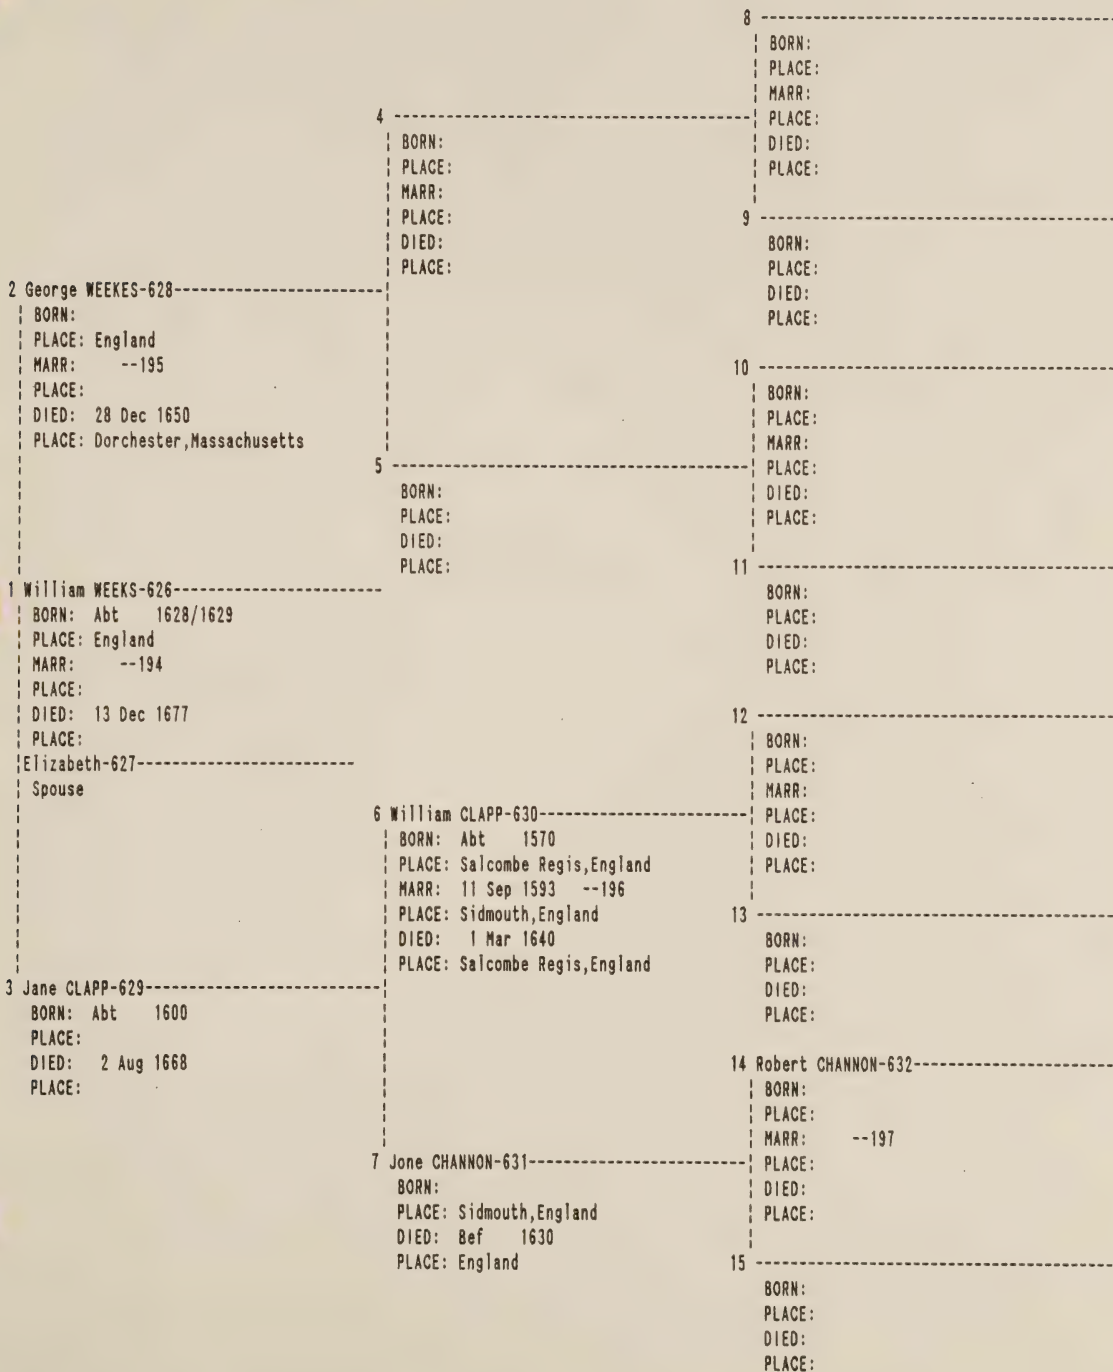 8 ----------------------------------------
BORN:
PLACE:
MARR:
PLACE:
DIED:
PLACE:
4 ----------------------------------------
BORN:
PLACE:
MARR:
PLACE:
DIED:
PLACE:
9 ----------------------------------------
BORN:
PLACE:
DIED:
PLACE:
2 George WEEKES-628-----------------------
BORN:
PLACE: England
MARR: --195
PLACE:
DIED: 28 Dec 1650
PLACE: Dorchester,Massachusetts
10 ---------------------------------------
BORN:
PLACE:
MARR:
PLACE:
DIED:
PLACE:
5 ----------------------------------------
BORN:
PLACE:
DIED:
PLACE:
11 ---------------------------------------
BORN:
PLACE:
DIED:
PLACE:
1 William WEEKS-626-----------------------
BORN: Abt 1628/1629
PLACE: England
MARR: --194
PLACE:
DIED: 13 Dec 1677
PLACE:
Elizabeth-627------------------------
Spouse
12 ---------------------------------------
BORN:
PLACE:
MARR:
PLACE:
DIED:
PLACE:
6 William CLAPP-630-----------------------
BORN: Abt 1570
PLACE: Salcombe Regis,England
MARR: 11 Sep 1593 --196
PLACE: Sidmouth,England
DIED: 1 Mar 1640
PLACE: Salcombe Regis,England
13 ---------------------------------------
BORN:
PLACE:
DIED:
PLACE:
3 Jane CLAPP-629--------------------------
BORN: Abt 1600
PLACE:
DIED: 2 Aug 1668
PLACE:
14 Robert CHANNON-632---------------------
BORN:
PLACE:
MARR: --197
PLACE:
DIED:
PLACE:
7 Jone CHANNON-631------------------------
BORN:
PLACE: Sidmouth,England
DIED: Bef 1630
PLACE: England
15 ---------------------------------------
BORN:
PLACE:
DIED:
PLACE: